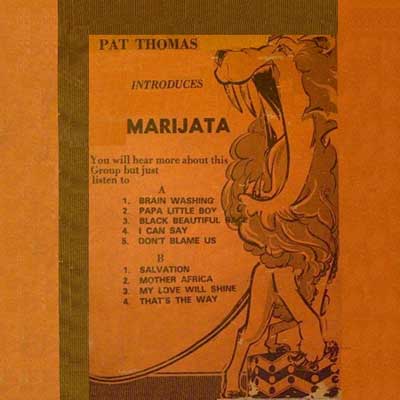 PAT THOMAS
INTRODUCES
MARIJATA
You will hear more about this
Group but just
listen to
A
1. BRAIN WASHING
2. PAPA LITTLE BOY
3. BLACK BEAUTIFUL RACE
4. I CAN SAY
5. DON'T BLAME US
B
1. SALVATION
2. MOTHER AFRICA
3. MY LOVE WILL SHINE
4. THAT'S THE WAY